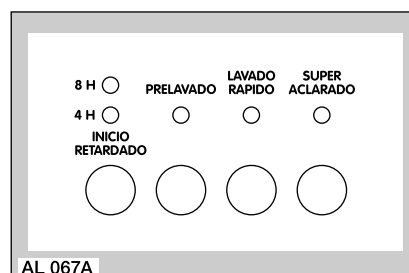 8 H
4 H
INICIO
RETARDADO
PRELAVADO
LAVADO
RAPIDO
SUPER
ACLARADO
AL 067A